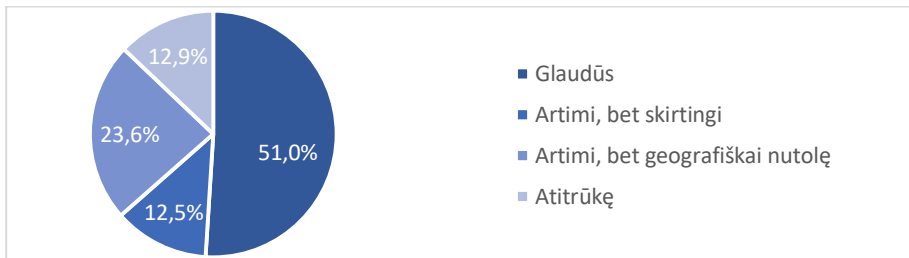 12,9%
23,6%
51,0%
12,5%
Glaudūs
Artimi, bet skirtingi
Artimi, bet geografiškai nutolę
Atitrūkę